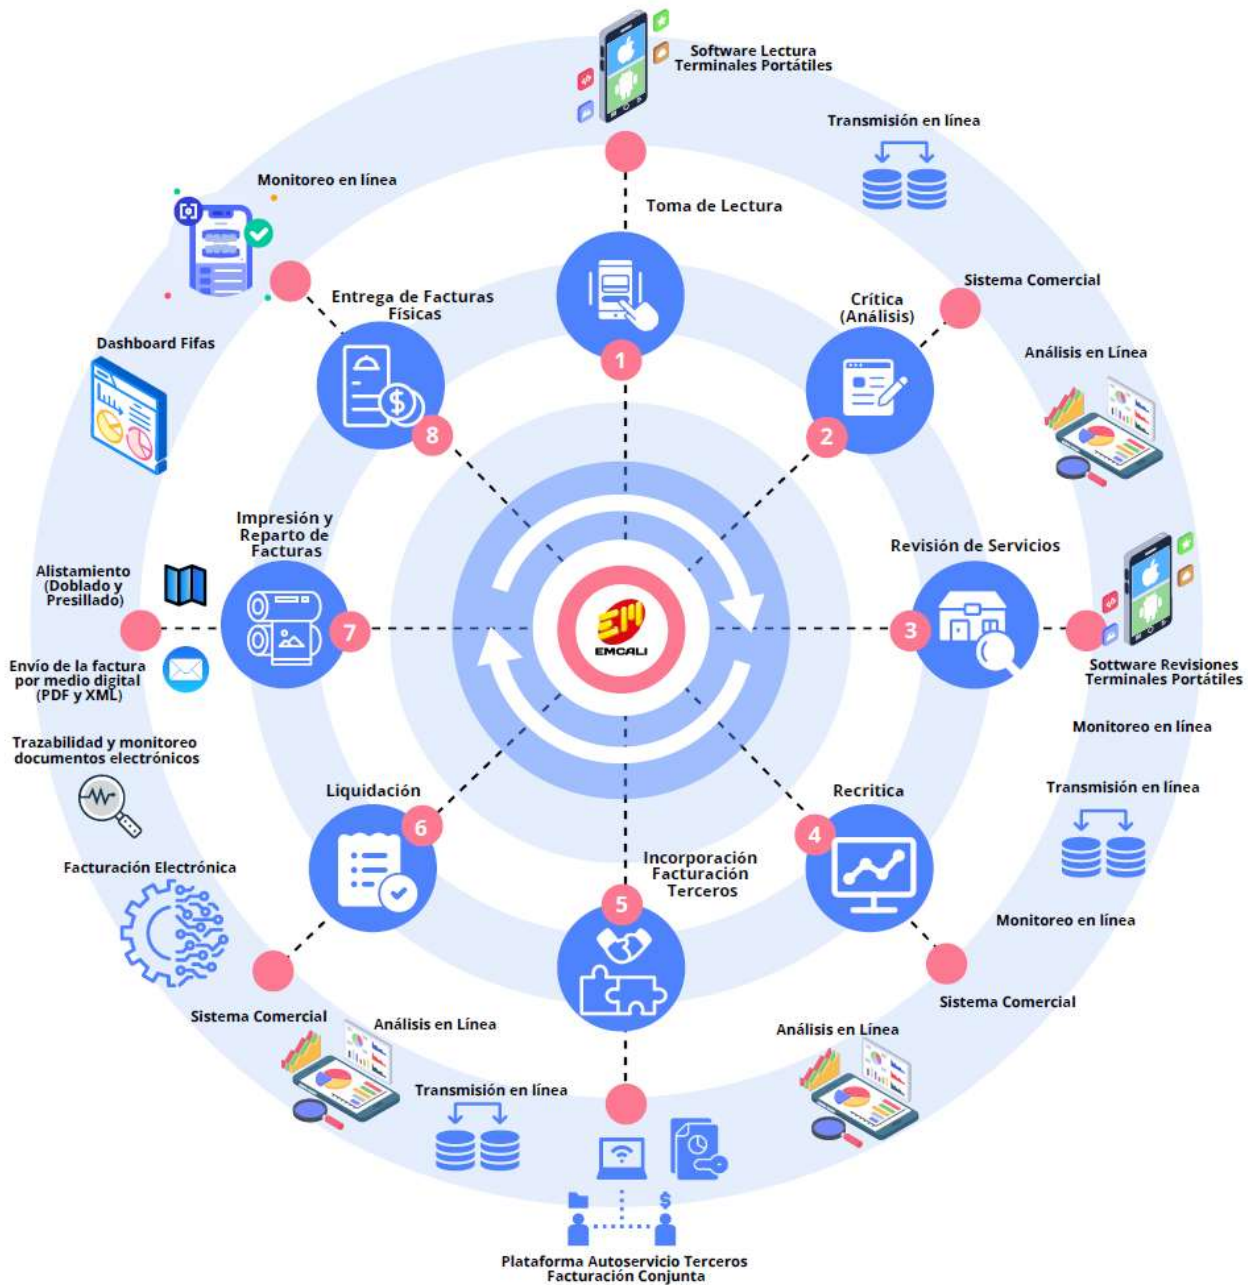 Software Lectura
Terminales Portátiles
Transmisión en línea
Monitoreo en línea
Toma de Lectura
Sistema Comercial
Entrega de Facturas
Físicas
Crítica
(Análisis)
Dashboard Fifas
1
Análisis en Línea
$
8
2
Impresión y
Reparto de
Facturas
Revisión de Servicios
Alistamiento
(Doblado y
Presillado)
7
EM
EMCALI
3
Envío de la factura
por medio digital
(PDF y XML)
Sottware Revisiones
Terminales Portátiles
Monitoreo en línea
Trazabilidad y monitoreo
documentos electrónicos
Liquidación
Recritica
Transmisión en línea
6
4
Facturación Electrónica
Incorporación
Facturación
Terceros
5
Monitoreo en línea
Sistema Comercial
Sistema Comercial
Análisis en Línea
Análisis en Línea
Transmisión en línea
$
Plataforma Autoservicio Terceros
Facturación Conjunta